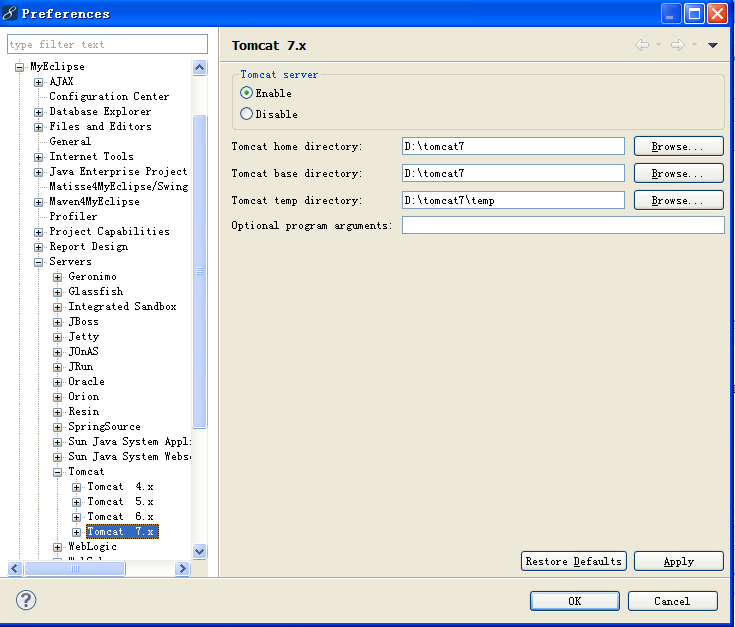 Preferences
type filter text
MyEclipse
AJAX
Configuration Center
Database Explorer
Files and Editors
General
Internet Tools
Java Enterprise Project
Matisse4MyEclipse/Swing
Maven4MyEclipse
Profiler
Project Capabilities
Report Design
Servers
Geronimo
Glassfish
Integrated Sandbox
JBoss
Jetty
JOnAS
JRun
Oracle
Orion
Resin
SpringSource
Sun Java System Appl
Sun Java System Webse
Tomcat
Tomcat 4.x
Tomcat 5.x
Tomcat 6.x
Tomcat 7.x
WebLogic
Tomcat 7.x
Tomcat server
Enable
Disable
Tomcat home directory: D:\tomcat7 Browse...
Tomcat base directory: D:\tomcat7 Browse...
Tomcat temp directory: D:\tomcat7\temp Browse...
Optional program arguments:
Restore Defaults Apply
OK Cancel